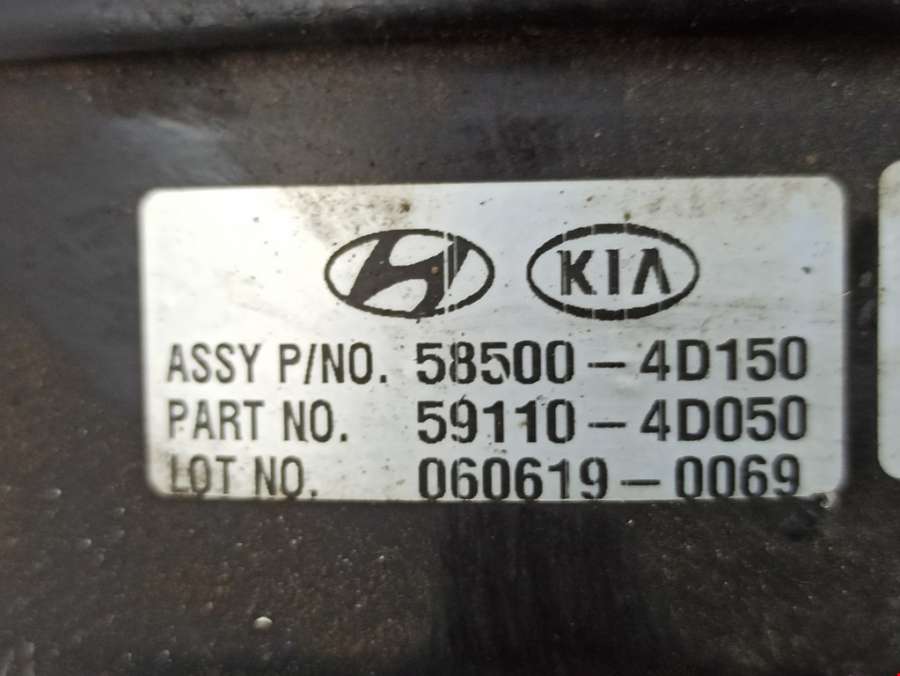 KIA
ASSY P/NO. 58500-4D150
PART NO. 59110-4D050
LOT NO. 060619-0069